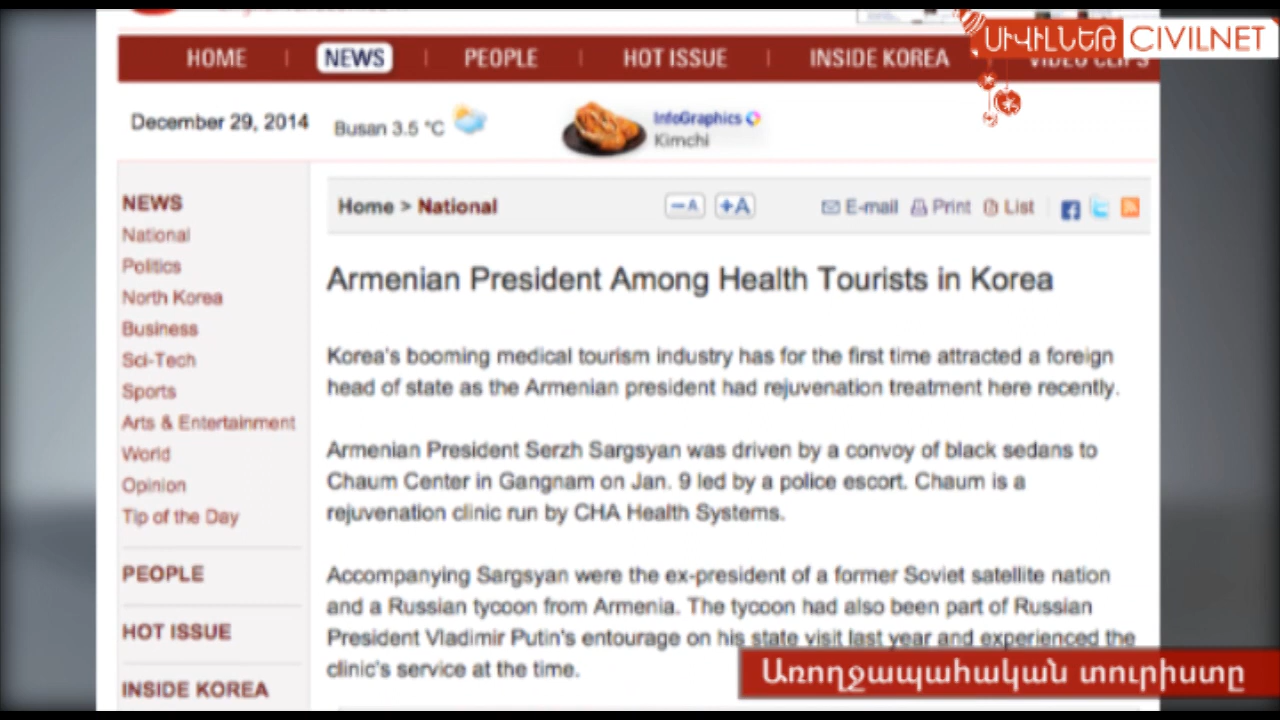 ՍԻՎԻԼՆԵԹ CIVILNET
HOME NEWS PEOPLE HOT ISSUE INSIDE KOREA VIDEO CLIPS
December 29, 2014 Busan 3.5 °C InfoGraphics
Kimchi
NEWS
National
Politics
North Korea
Business
Sci-Tech
Sports
Arts & Entertainment
World
Opinion
Tip of the Day
PEOPLE
HOT ISSUE
INSIDE KOREA
Home > National -A +A E-mail Print List
Armenian President Among Health Tourists in Korea
Korea's booming medical tourism industry has for the first time attracted a foreign
head of state as the Armenian president had rejuvenation treatment here recently.
Armenian President Serzh Sargsyan was driven by a convoy of black sedans to
Chaum Center in Gangnam on Jan. 9 led by a police escort. Chaum is a
rejuvenation clinic run by CHA Health Systems.
Accompanying Sargsyan were the ex-president of a former Soviet satellite nation
and a Russian tycoon from Armenia. The tycoon had also been part of Russian
President Vladimir Putin's entourage on his state visit last year and experienced the
clinic's service at the time.
Առողջապահական տուրիստը